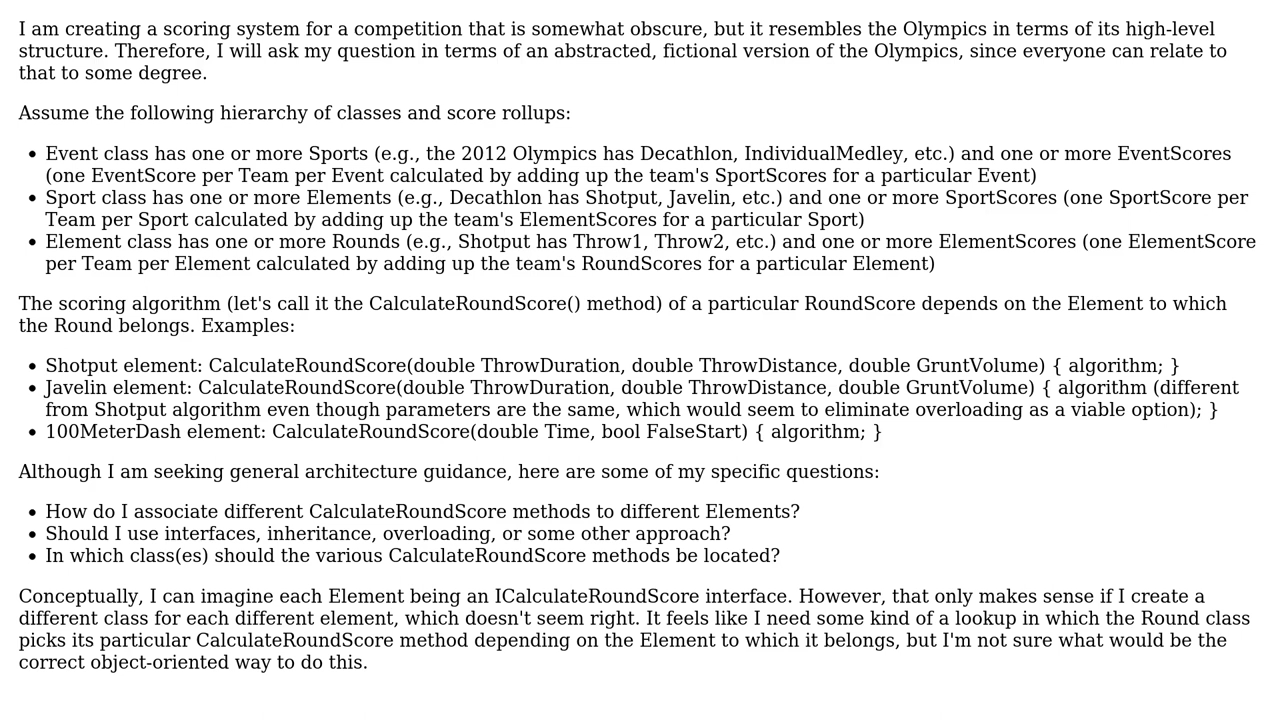 I am creating a scoring system for a competition that is somewhat obscure, but it resembles the Olympics in terms of its high-level
structure. Therefore, I will ask my question in terms of an abstracted, fictional version of the Olympics, since everyone can relate to
that to some degree.
Assume the following hierarchy of classes and score rollups:
• Event class has one or more Sports (e.g., the 2012 Olympics has Decathlon, IndividualMedley, etc.) and one or more EventScores
(one EventScore per Team per Event calculated by adding up the team's SportScores for a particular Event)
• Sport class has one or more Elements (e.g., Decathlon has Shotput, Javelin, etc.) and one or more SportScores (one SportScore per
Team per Sport calculated by adding up the team's ElementScores for a particular Sport)
• Element class has one or more Rounds (e.g., Shotput has Throw1, Throw2, etc.) and one or more ElementScores (one ElementScore
per Team per Element calculated by adding up the team's RoundScores for a particular Element)
The scoring algorithm (let's call it the CalculateRoundScore() method) of a particular RoundScore depends on the Element to which
the Round belongs. Examples:
• Shotput element: CalculateRoundScore(double ThrowDuration, double ThrowDistance, double GruntVolume) { algorithm; }
• Javelin element: CalculateRoundScore(double ThrowDuration, double ThrowDistance, double GruntVolume) { algorithm (different
from Shotput algorithm even though parameters are the same, which would seem to eliminate overloading as a viable option); }
• 100MeterDash element: CalculateRoundScore(double Time, bool FalseStart) { algorithm; }
Although I am seeking general architecture guidance, here are some of my specific questions:
• How do I associate different CalculateRoundScore methods to different Elements?
• Should I use interfaces, inheritance, overloading, or some other approach?
• In which class(es) should the various CalculateRoundScore methods be located?
Conceptually, I can imagine each Element being an ICalculateRoundScore interface. However, that only makes sense if I create a
different class for each different element, which doesn't seem right. It feels like I need some kind of a lookup in which the Round class
picks its particular CalculateRoundScore method depending on the Element to which it belongs, but I'm not sure what would be the
correct object-oriented way to do this.